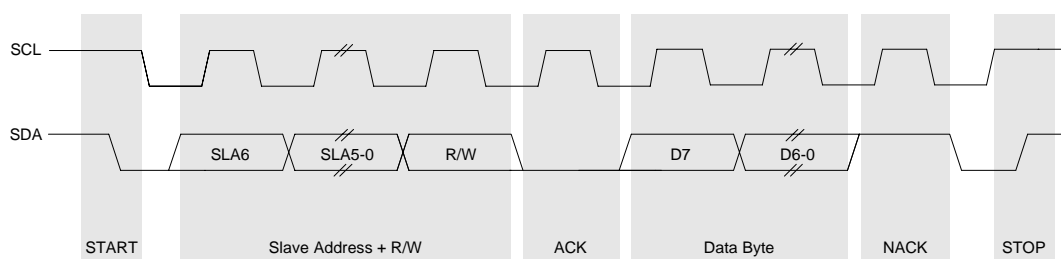 SCL
SDA
SLA6 SLA5-0 R/W D7 D6-0
START Slave Address + R/W ACK Data Byte NACK STOP